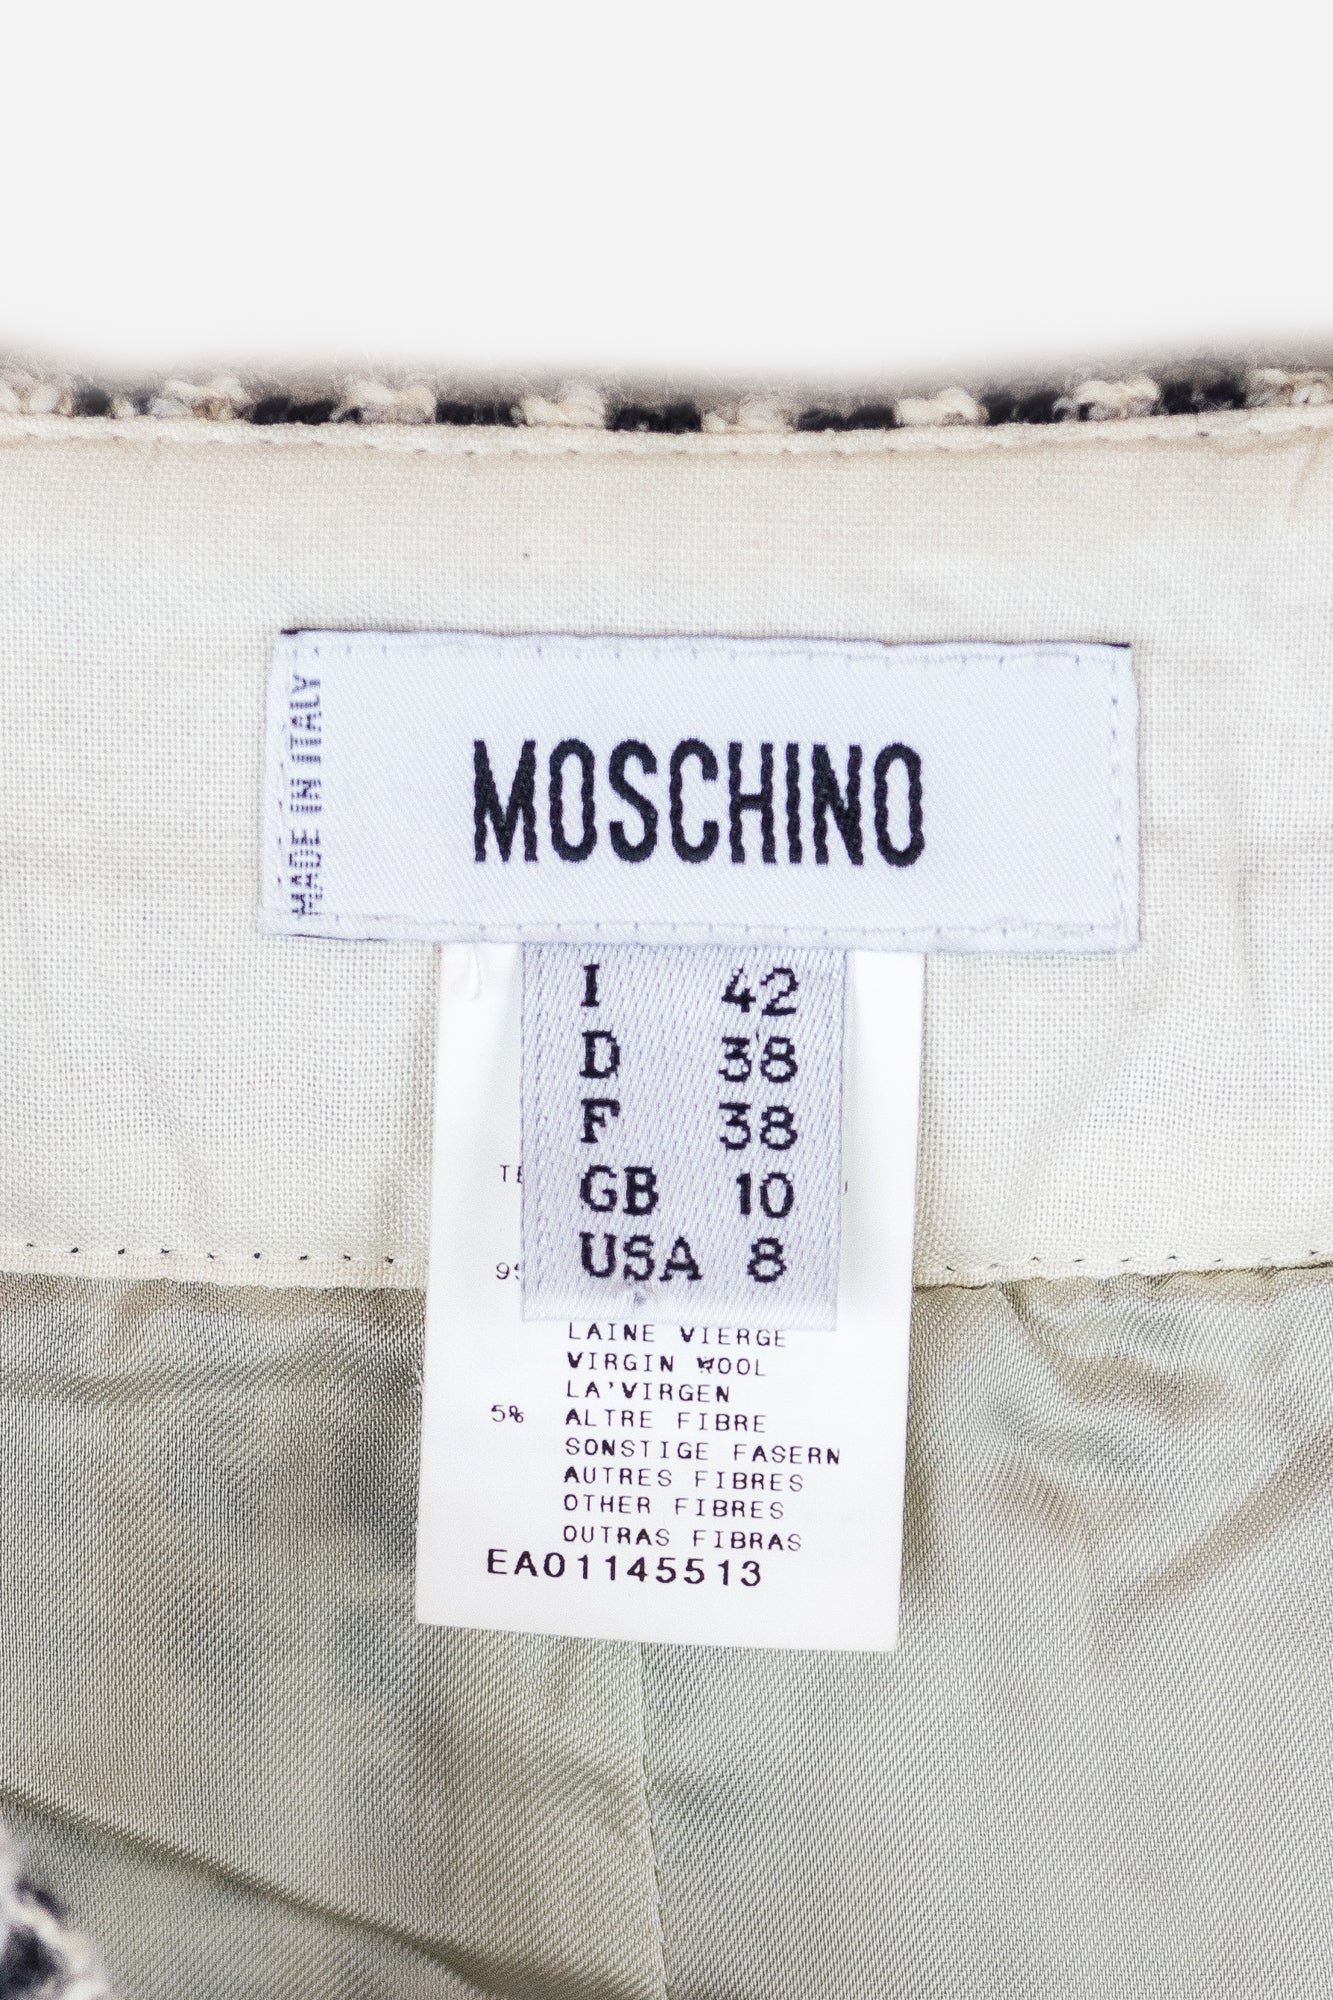 MADE IN ITALY
MOSCHINO
I 42
D 38
F 38
GB 10
USA 8
LAINE VIERGE
VIRGIN WOOL
LA'VIRGEN
5% ALTRE FIBRE
SONSTIGE FASERN
AUTRES FIBRES
OTHER FIBRES
OUTRAS FIBRAS
EA01145513